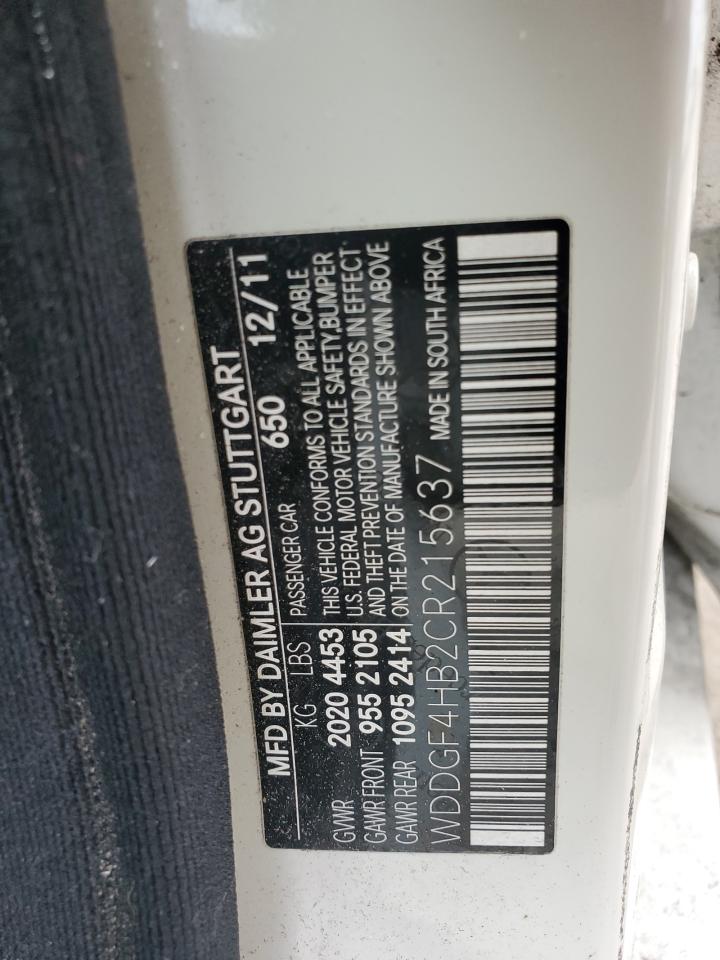 MFD BY DAIMLER AG STUTTGART
KG LBS PASSENGER CAR 650 12/11
GVWR 2020 4453 THIS VEHICLE CONFORMS TO ALL APPLICABLE
U.S. FEDERAL MOTOR VEHICLE SAFETY,BUMPER
GAWR FRONT 955 2105 AND THEFT PREVENTION STANDARDS IN EFFECT
GAWR REAR 1095 2414 ON THE DATE OF MANUFACTURE SHOWN ABOVE
WDDGF4HB2CR215637 MADE IN SOUTH AFRICA